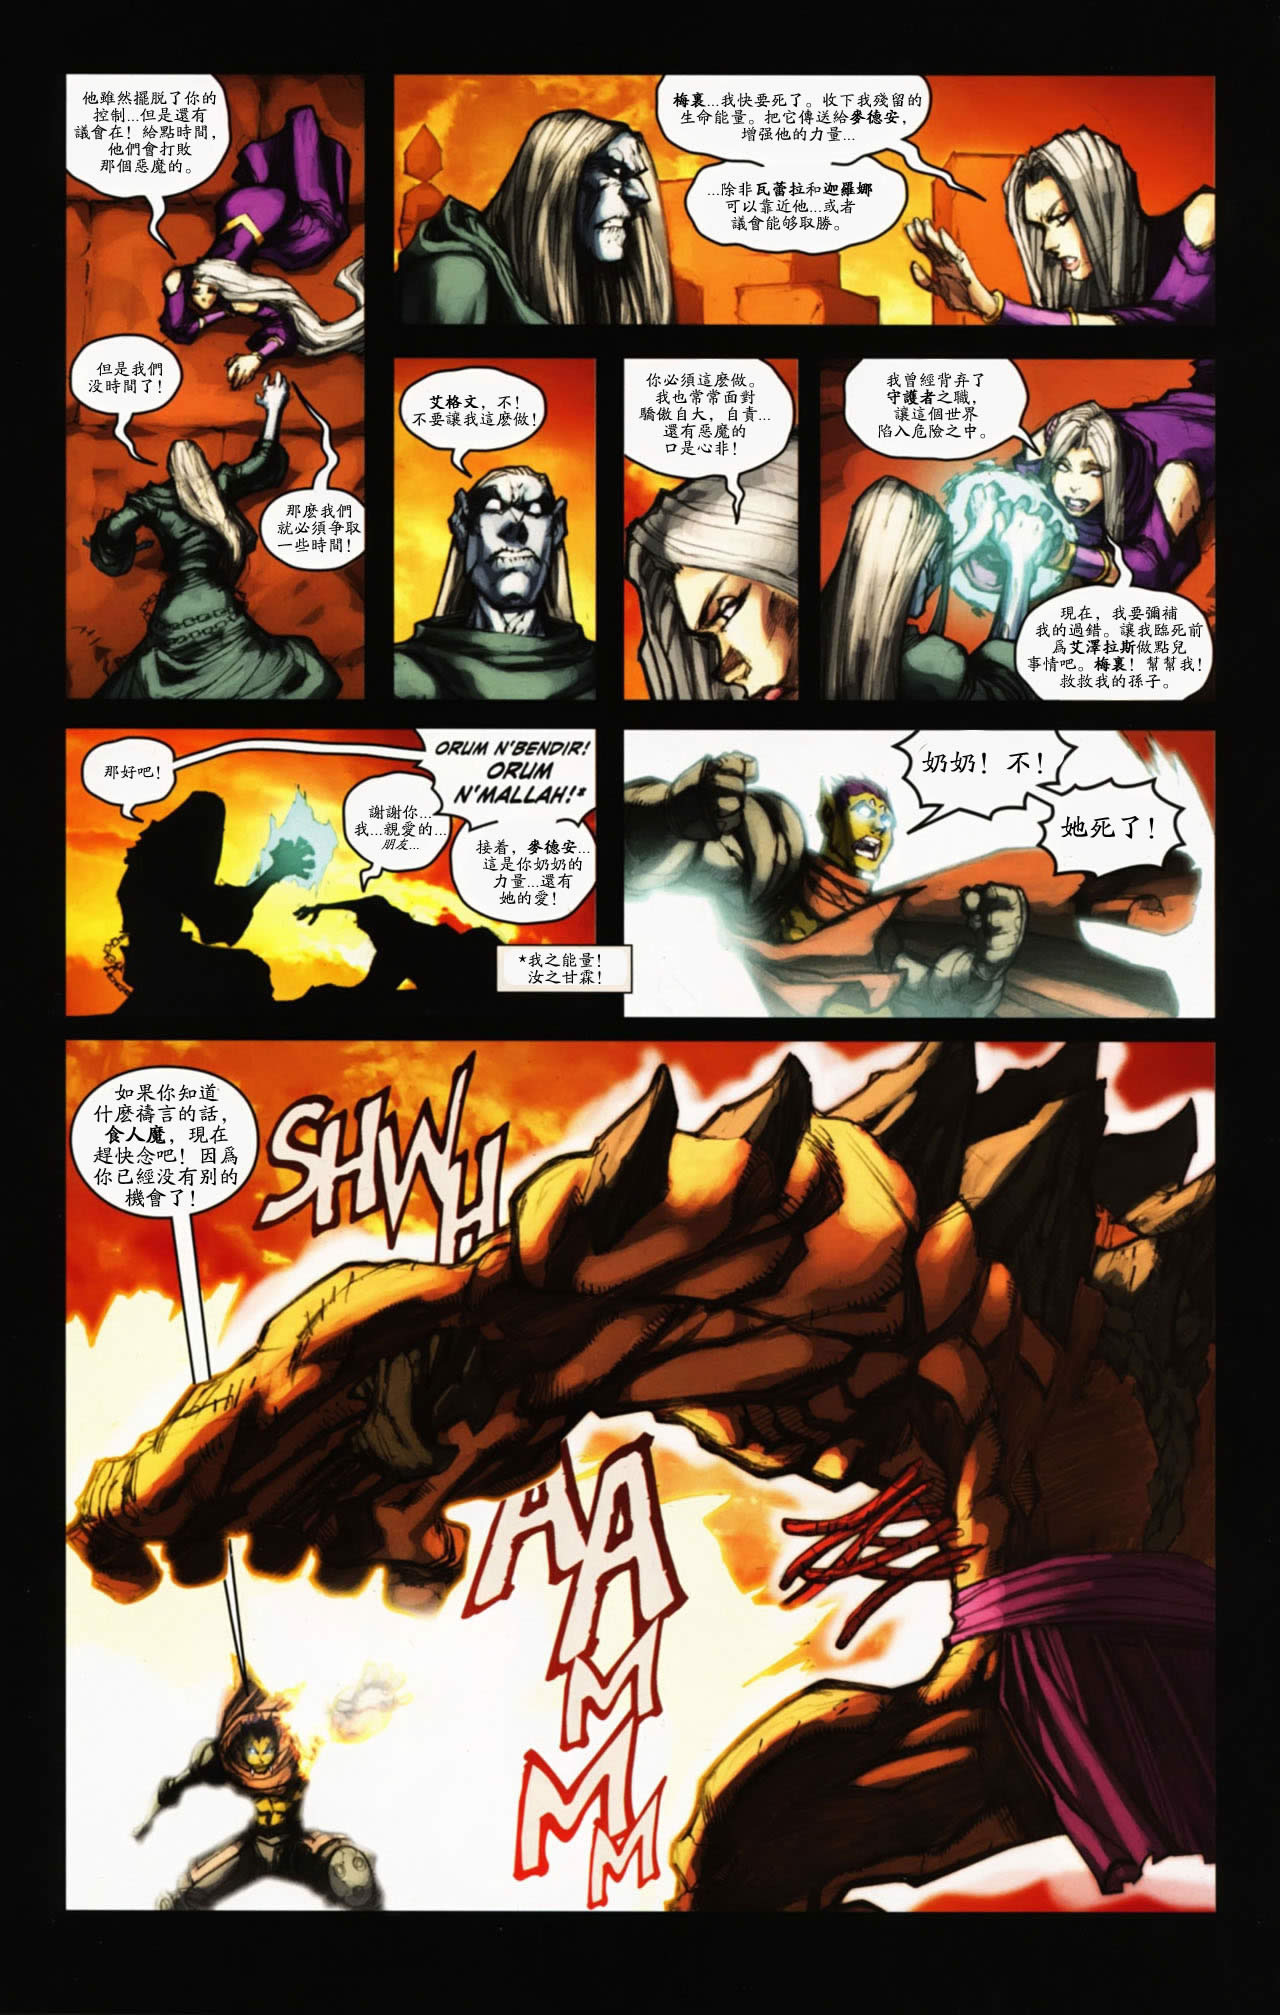 他雖然擺脫了你的
控制...但是還有
議會在！給點時間，
他們會打敗
那個惡魔的。
但是我們
没時間了！
那麽我們
就必須争取
一些時間！
梅裏...我快要死了。收下我殘留的
生命能量。把它傳送給麥德安，
增强他的力量...
...除非瓦蕾拉和迦羅娜
可以靠近他...或者
議會能够取勝。
艾格文，不！
不要讓我這麽做！
你必須這麽做。
我也常常面對
驕傲自大，自責...
還有惡魔的
口是心非！
我曾經背弃了
守護者之職，
讓這個世界
陷入危險之中。
現在，我要彌補
我的過錯。讓我臨死前
爲艾澤拉斯做點兒
事情吧。梅裏！幫幫我！
救救我的孫子。
那好吧！
ORUM N'BENDIR!
ORUM
N'MALLAH!*
謝謝你...
我...親愛的...
朋友...
接着，麥德安...
這是你奶奶的
力量...還有
她的愛！
*我之能量！
汝之甘霖！
奶奶！不！
她死了！
如果你知道
什麽禱言的話，
食人魔，現在
趕快念吧！因爲
你已經没有别的
機會了！
SHWH
AAAMMMM